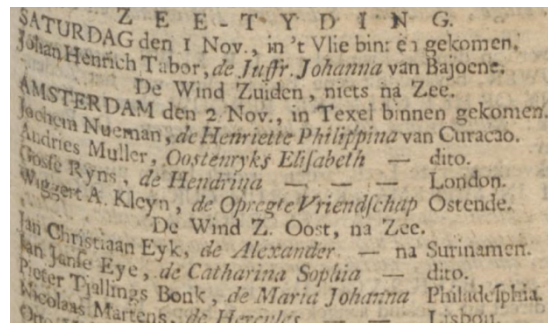 ZEE-TYDING.
SATURDAG den 1 Nov., in 't Vlie binnen gekomen.
Johan Henrich Tabor, de Juffr. Johanna van Bajoene.
De Wind Zuiden, niets na Zee.
AMSTERDAM den 2 Nov., in Texel binnen gekomen.
Jochem Nueman, de Henriette Philippina van Curacao.
Andries Muller, Oostenryks Elisabeth — dito.
Gosse Ryns, de Hendrina — — — London.
Wiggert A. Kleyn, de Opregte Vriendschap Ostende.
De Wind Z. Oost, na Zee.
Jan Christiaan Eyk, de Alexander — na Surinamen.
Jan Janse Eye, de Catharina Sophia — dito.
Pieter Tjallings Bonk, de Maria Johanna Philadelphia.
Nicolaas Martens, de Hercules — — Lisbon.